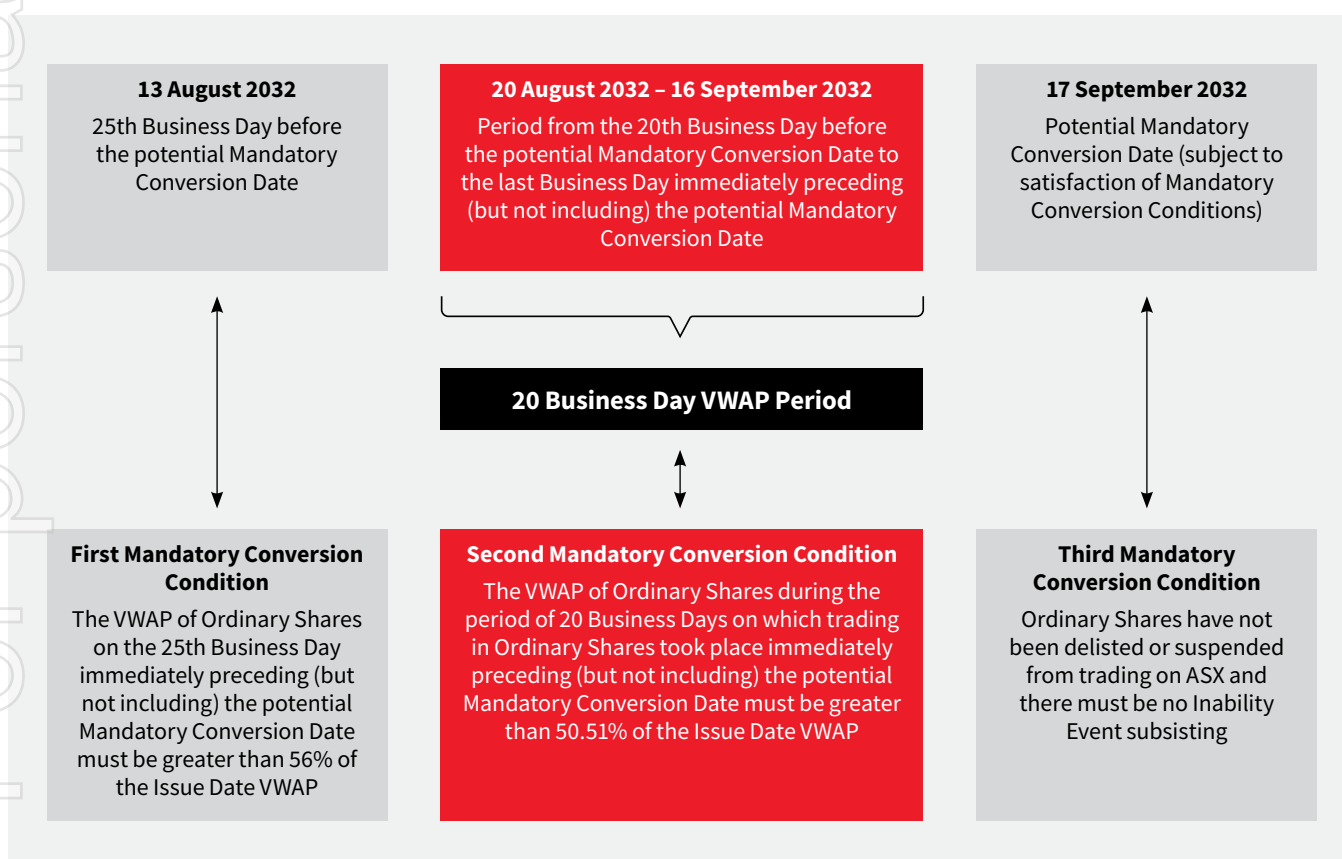 13 August 2032
25th Business Day before
the potential Mandatory
Conversion Date
20 August 2032 – 16 September 2032
Period from the 20th Business Day before
the potential Mandatory Conversion Date to
the last Business Day immediately preceding
(but not including) the potential Mandatory
Conversion Date
17 September 2032
Potential Mandatory
Conversion Date (subject to
satisfaction of Mandatory
Conversion Conditions)
20 Business Day VWAP Period
First Mandatory Conversion
Condition
The VWAP of Ordinary Shares
on the 25th Business Day
immediately preceding (but
not including) the potential
Mandatory Conversion Date
must be greater than 56% of
the Issue Date VWAP
Second Mandatory Conversion Condition
The VWAP of Ordinary Shares during the
period of 20 Business Days on which trading
in Ordinary Shares took place immediately
preceding (but not including) the potential
Mandatory Conversion Date must be greater
than 50.51% of the Issue Date VWAP
Third Mandatory
Conversion Condition
Ordinary Shares have not
been delisted or suspended
from trading on ASX and
there must be no Inability
Event subsisting